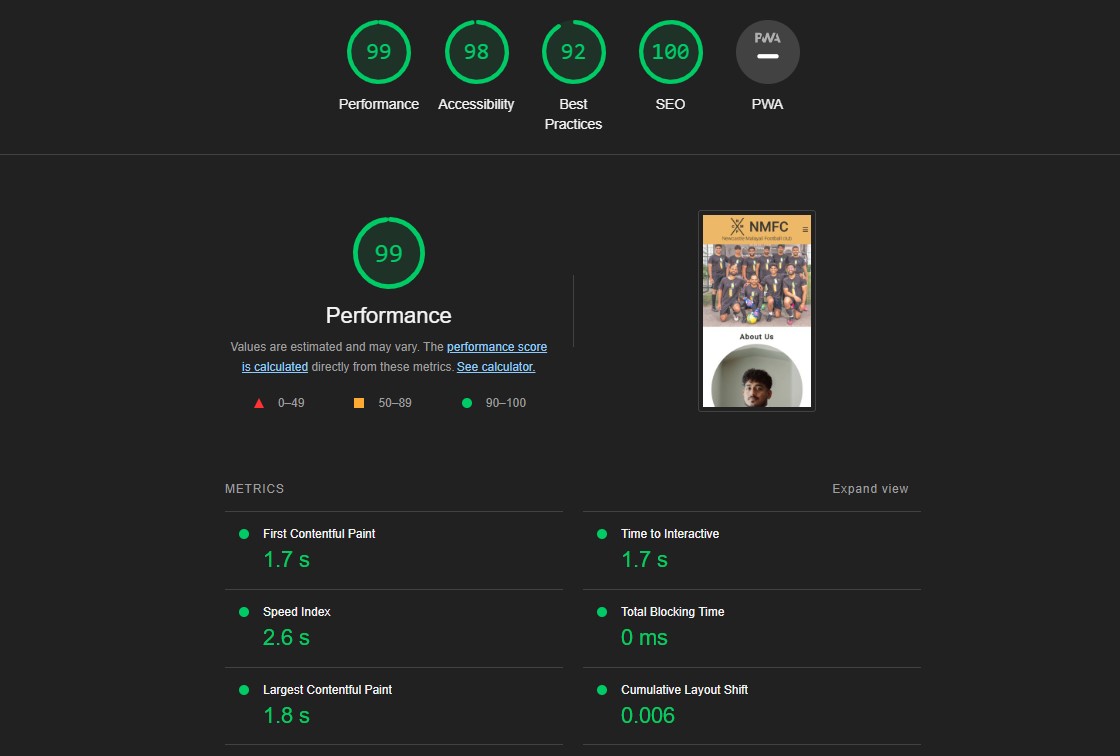 99
98
92
100
PWA
Performance
Accessibility
Best
Practices
SEO
PWA
99
Performance
Values are estimated and may vary. The performance score
is calculated directly from these metrics. See calculator.
0–49
50–89
90–100
NMFC
Newcastle Malayali Football club
About Us
METRICS
Expand view
First Contentful Paint
1.7 s
Time to Interactive
1.7 s
Speed Index
2.6 s
Total Blocking Time
0 ms
Largest Contentful Paint
1.8 s
Cumulative Layout Shift
0.006